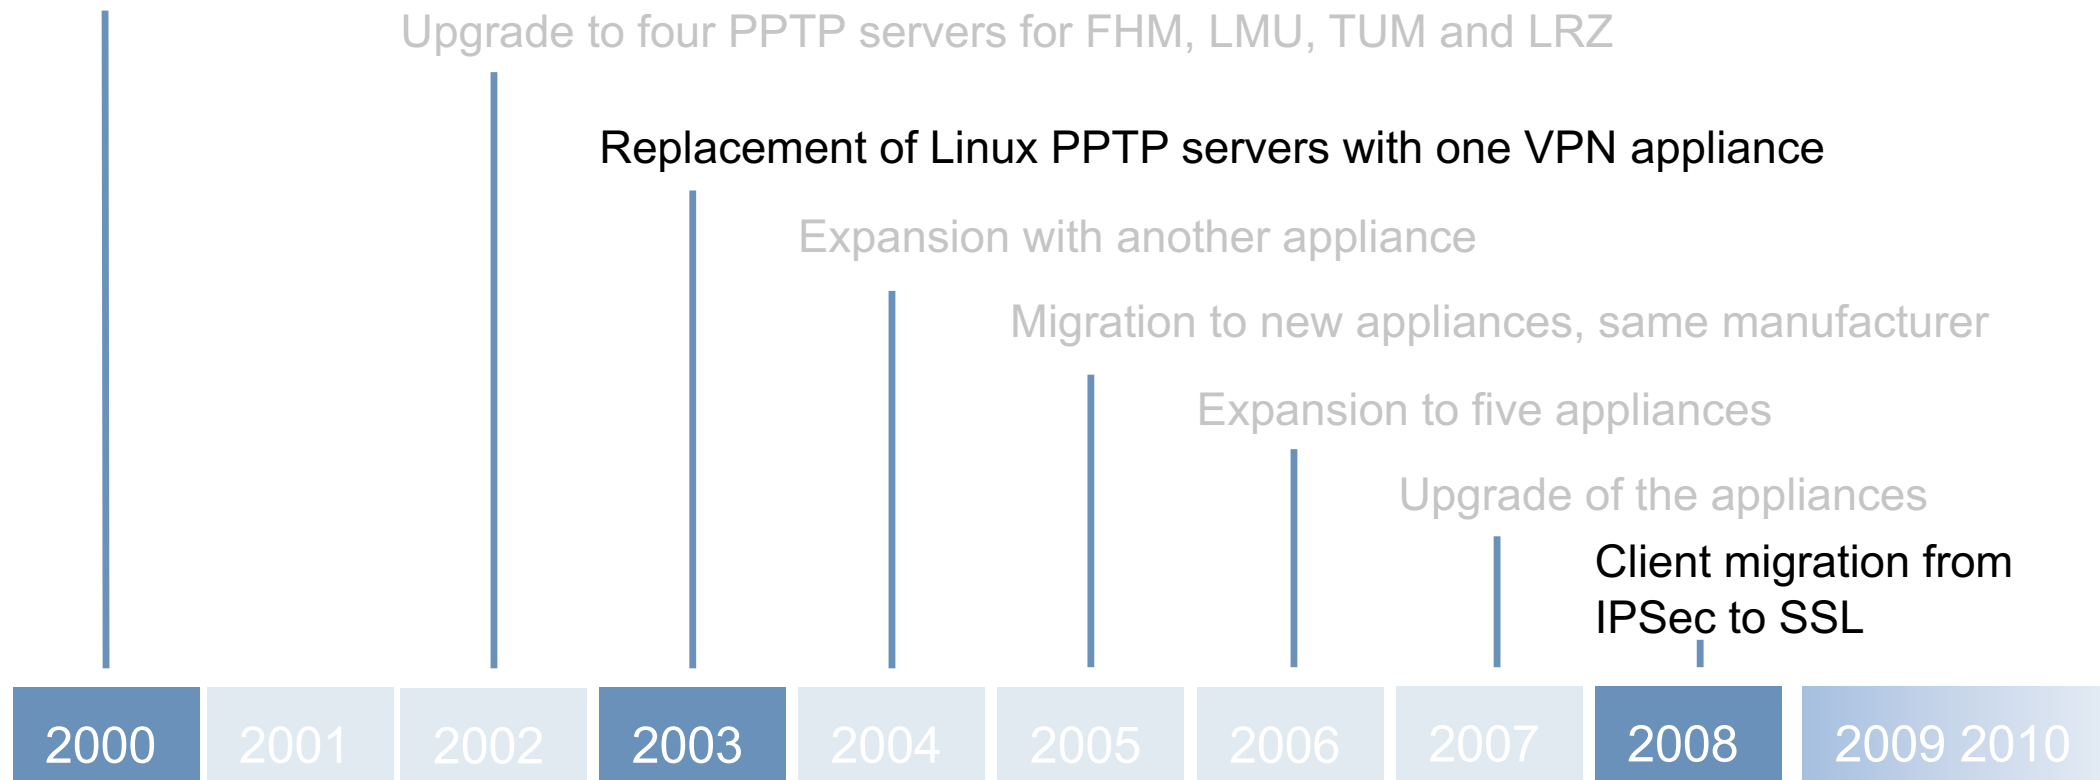 Upgrade to four PPTP servers for FHM, LMU, TUM and LRZ
Replacement of Linux PPTP servers with one VPN appliance
Expansion with another appliance
Migration to new appliances, same manufacturer
Expansion to five appliances
Upgrade of the appliances
Client migration from
IPSec to SSL
2000 2001 2002 2003 2004 2005 2006 2007 2008 2009 2010